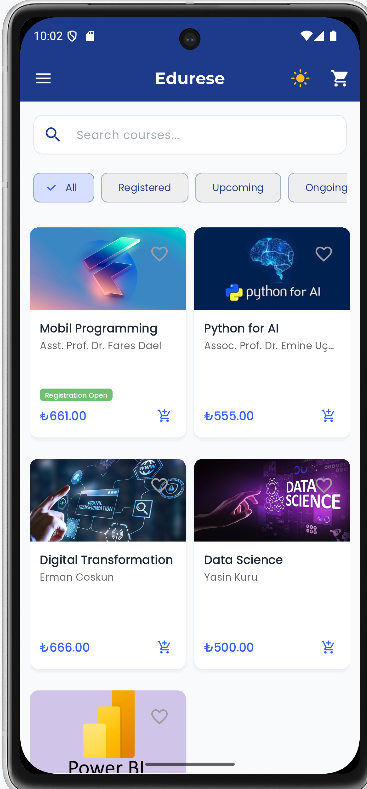 10:02
Edurese
Search courses...
All
Registered
Upcoming
Ongoing
python for AI
Mobil Programming
Asst. Prof. Dr. Fares Dael
Python for AI
Assoc. Prof. Dr. Emine Uç...
Registration Open
₺661.00
₺555.00
DATA
SCIENCE
Digital Transformation
Erman Coskun
Data Science
Yasin Kuru
₺666.00
₺500.00
Power BI